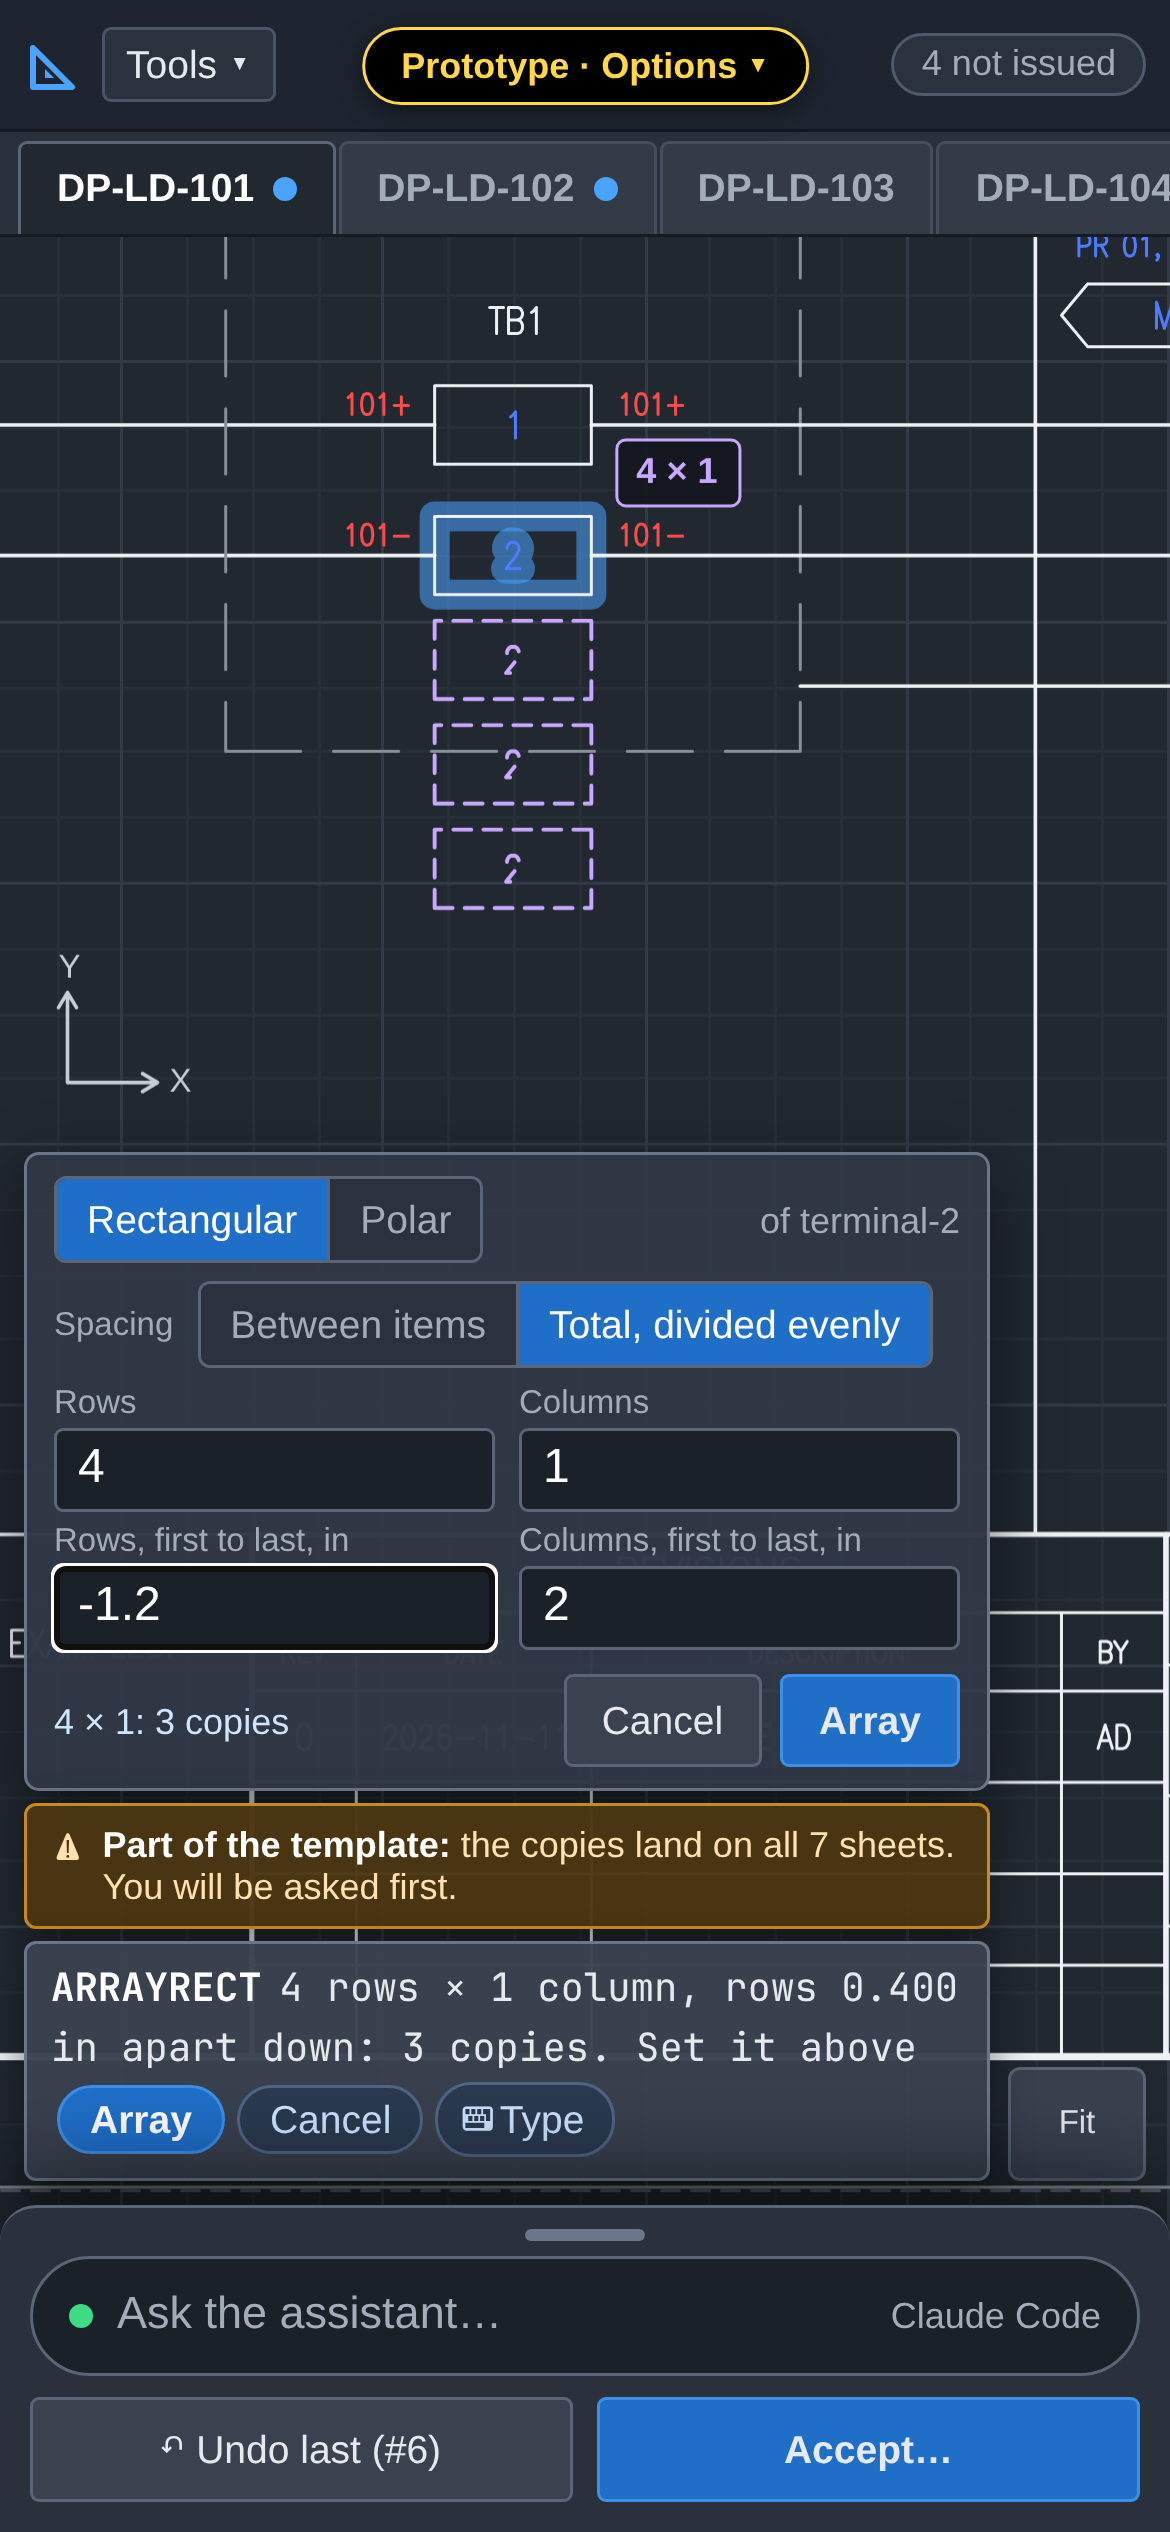 Tools ▼
Prototype · Options ▼
4 not issued
DP-LD-101
DP-LD-102
DP-LD-103
DP-LD-104
PR 01,
TB1
101+
1
101+
4 × 1
101−
2
101−
2
2
2
Y
X
Rectangular
Polar
of terminal-2
Spacing
Between items
Total, divided evenly
Rows
Columns
4
1
Rows, first to last, in
Columns, first to last, in
-1.2
2
BY
4 × 1: 3 copies
Cancel
Array
AD
⚠ Part of the template: the copies land on all 7 sheets.
You will be asked first.
ARRAYRECT 4 rows × 1 column, rows 0.400
in apart down: 3 copies. Set it above
Array
Cancel
Type
Fit
Ask the assistant…
Claude Code
Undo last (#6)
Accept…